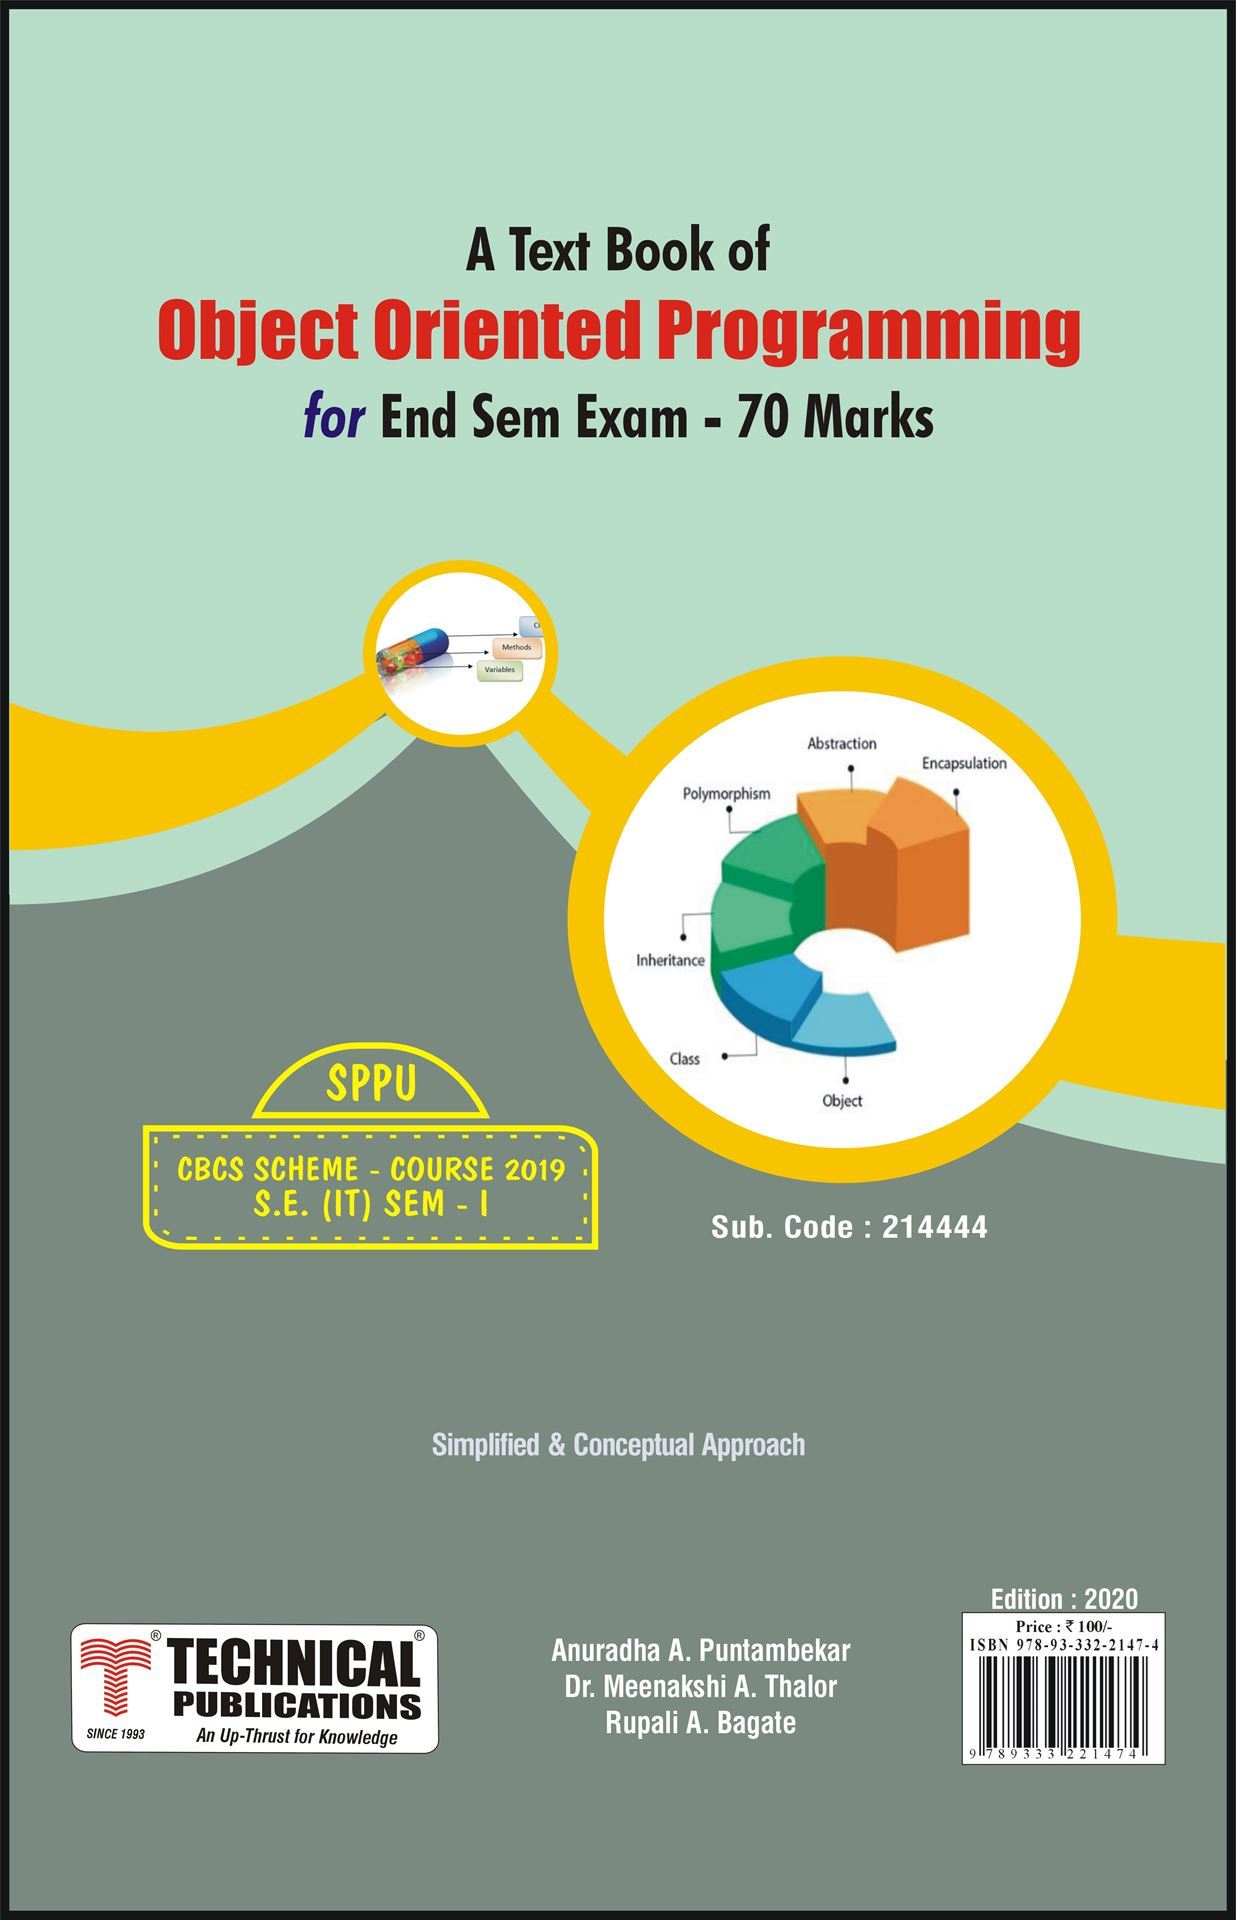 A Text Book of
Object Oriented Programming
for End Sem Exam - 70 Marks
Methods
Variables
Abstraction
Encapsulation
Polymorphism
Inheritance
Class
Object
SPPU
CBCS SCHEME - COURSE 2019
S.E. (IT) SEM - I
Sub. Code : 214444
Simplified & Conceptual Approach
Edition : 2020
Price : ₹ 100/-
ISBN 978-93-332-2147-4
9 789333 221474
® TECHNICAL ®
PUBLICATIONS
SINCE 1993 An Up-Thrust for Knowledge
Anuradha A. Puntambekar
Dr. Meenakshi A. Thalor
Rupali A. Bagate